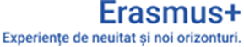 Erasmus+
Experiențe de neuitat și noi orizonturi.